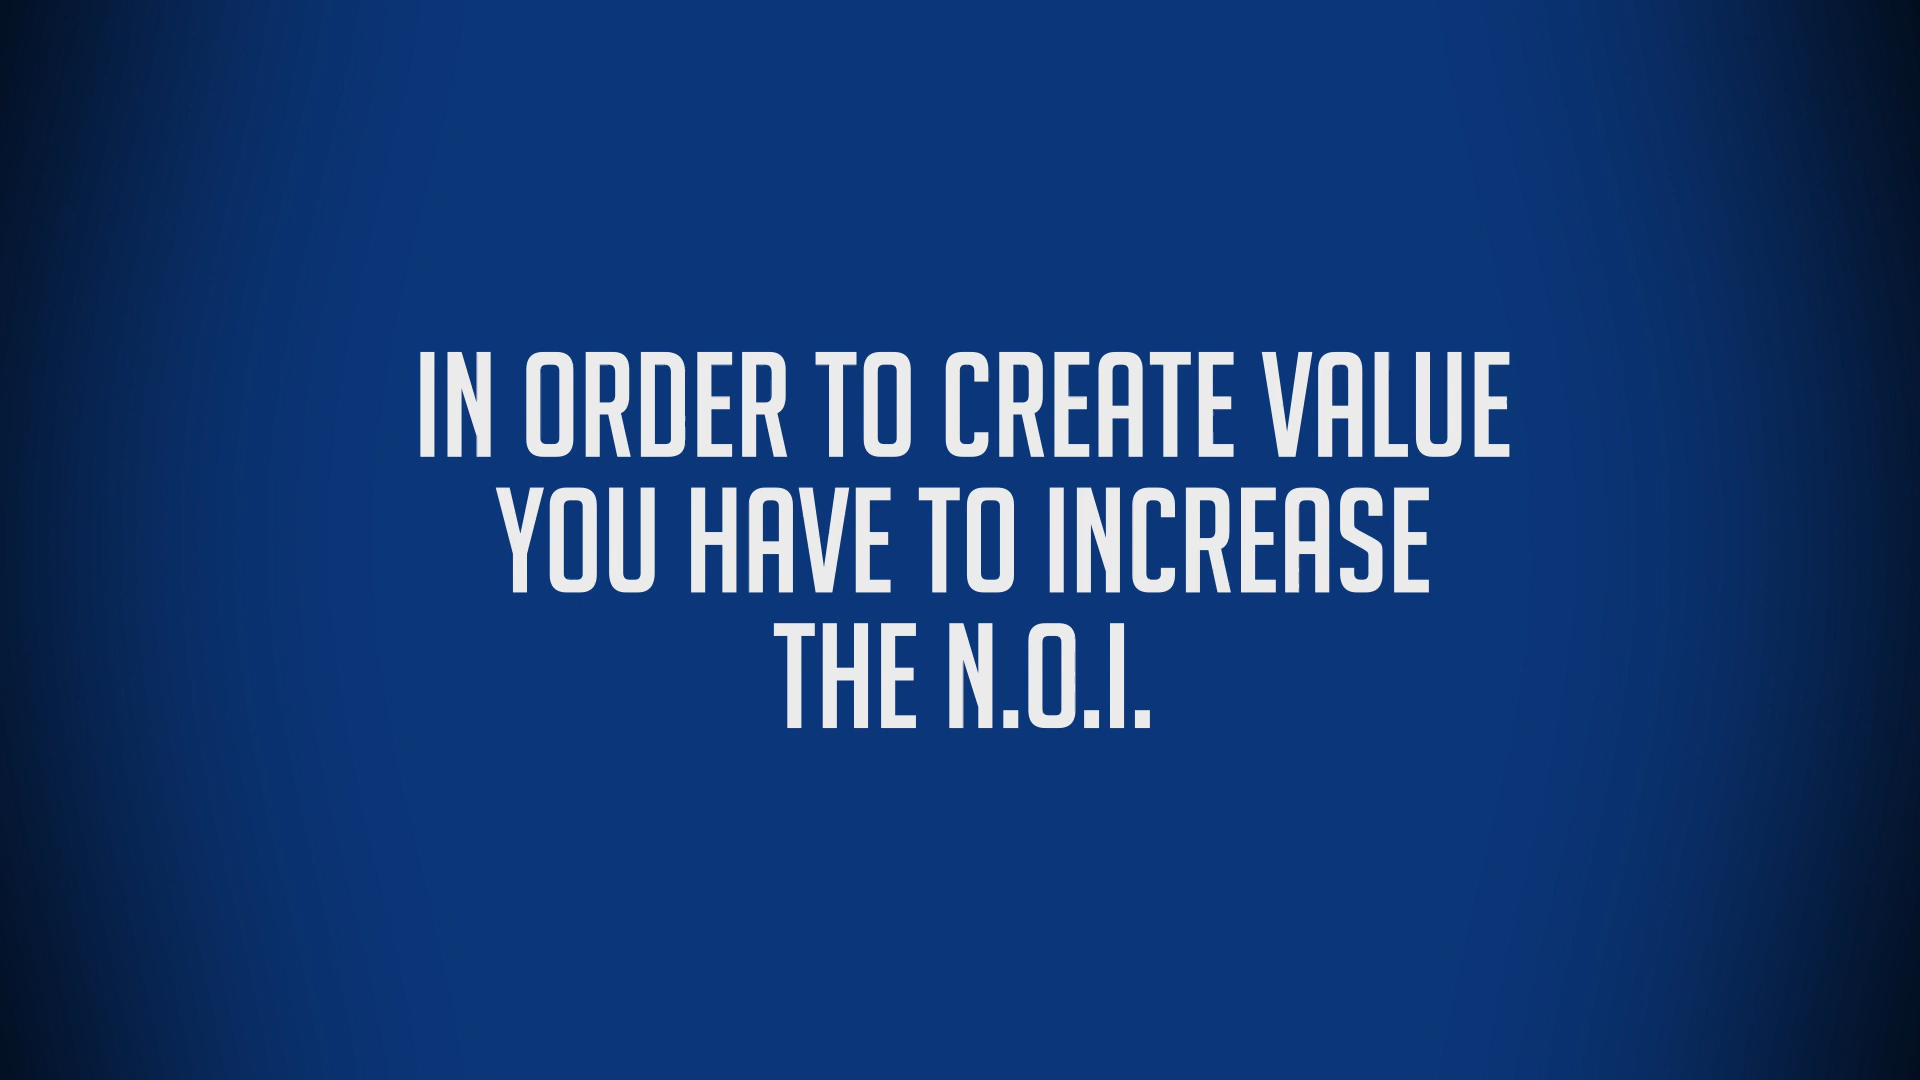 IN ORDER TO CREATE VALUE
YOU HAVE TO INCREASE
THE N.O.I.